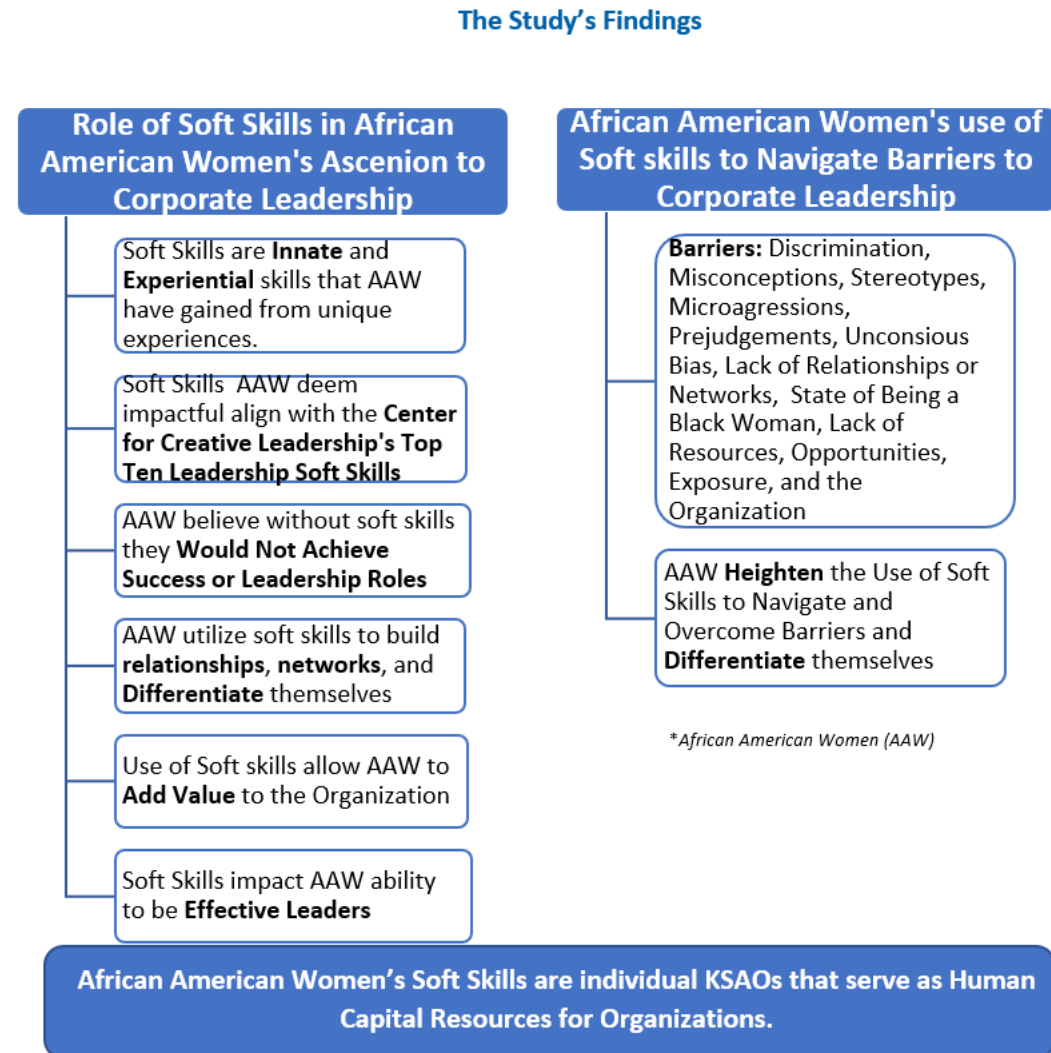 The Study's Findings
Role of Soft Skills in African
American Women's Ascenion to
Corporate Leadership
Soft Skills are Innate and
Experiential skills that AAW
have gained from unique
experiences.
Soft Skills  AAW deem
impactful align with the Center
for Creative Leadership's Top
Ten Leadership Soft Skills
AAW believe without soft skills
they Would Not Achieve
Success or Leadership Roles
AAW utilize soft skills to build
relationships, networks, and
Differentiate themselves
Use of Soft skills allow AAW to
Add Value to the Organization
Soft Skills impact AAW ability
to be Effective Leaders
African American Women's use of
Soft skills to Navigate Barriers to
Corporate Leadership
Barriers: Discrimination,
Misconceptions, Stereotypes,
Microagressions,
Prejudgements, Unconsious
Bias, Lack of Relationships or
Networks,  State of Being a
Black Woman, Lack of
Resources, Opportunities,
Exposure, and the
Organization
AAW Heighten the Use of Soft
Skills to Navigate and
Overcome Barriers and
Differentiate themselves
*African American Women (AAW)
African American Women's Soft Skills are individual KSAOs that serve as Human
Capital Resources for Organizations.